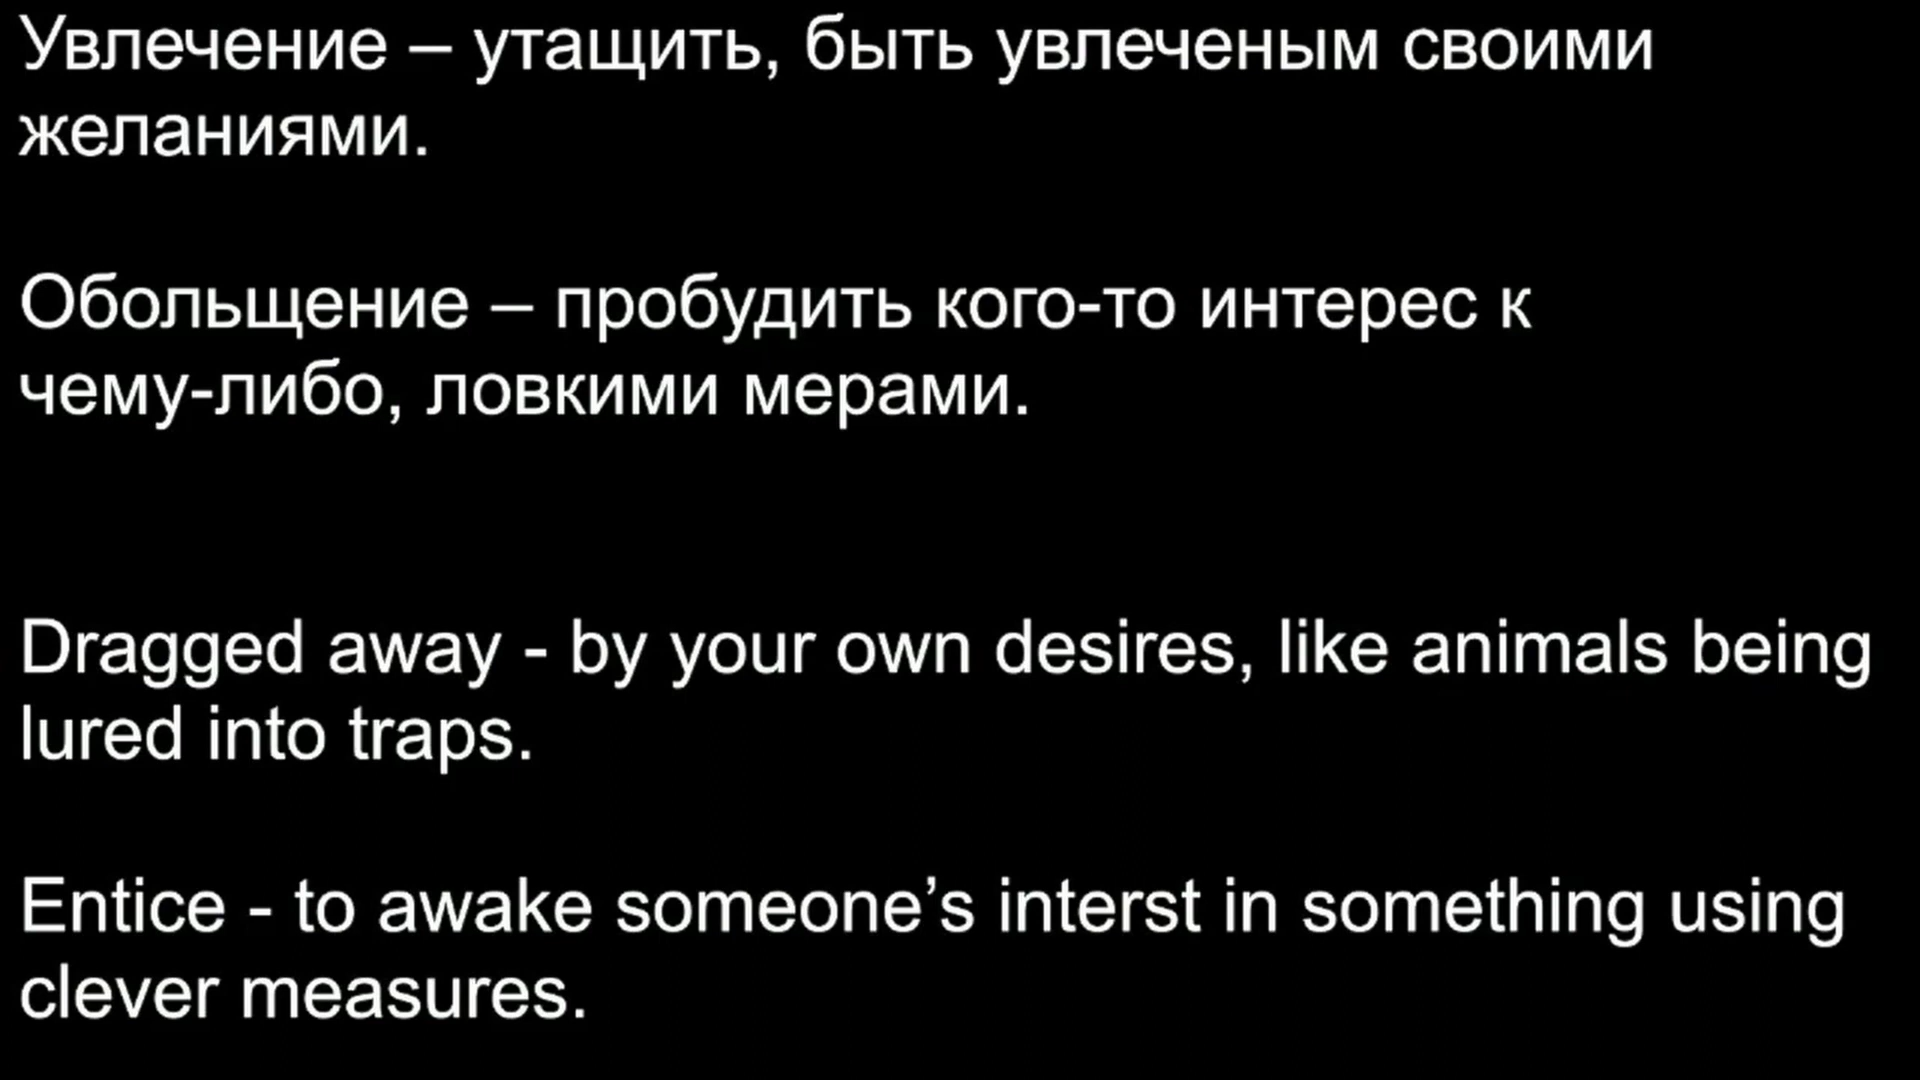 Увлечение – утащить, быть увлеченым своими
желаниями.
Обольщение – пробудить кого-то интерес к
чему-либо, ловкими мерами.
Dragged away - by your own desires, like animals being
lured into traps.
Entice - to awake someone’s interst in something using
clever measures.